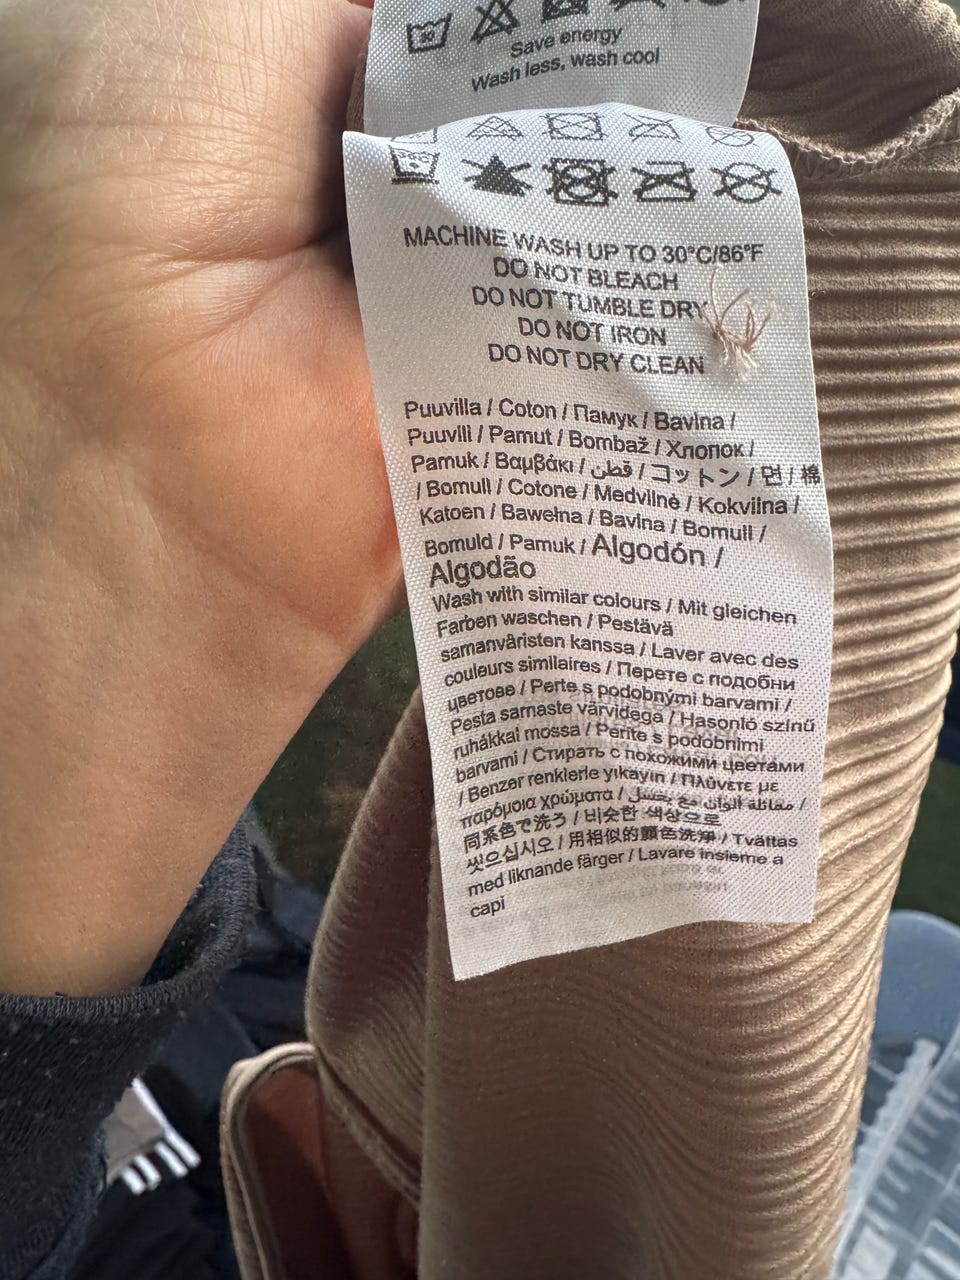 30
Save energy
Wash less, wash cool
MACHINE WASH UP TO 30°C/86°F
DO NOT BLEACH
DO NOT TUMBLE DRY
DO NOT IRON
DO NOT DRY CLEAN
Puuvilla / Coton / Памук / Bavlna /
Puuvill / Pamut / Bombaž / Хлопок /
Pamuk / Βαμβάκι / قطن / コットン / 면 / 棉
/ Bomull / Cotone / Medvilnė / Kokvilna /
Katoen / Bawełna / Bavlna / Bomull /
Bomuld / Pamuk / Algodón /
Algodão
Wash with similar colours / Mit gleichen
Farben waschen / Pestävä
samanväristen kanssa / Laver avec des
couleurs similaires / Перете с подобни
цветове / Perte s podobnými barvami /
Pesta sarnaste värvidega / Hasonló színű
ruhákkal mossa / Perite s podobnimi
barvami / Стирать с похожими цветами
/ Benzer renklerle yıkayın / Πλύνετε με
παρόμοια χρώματα / يغسل مع ألوان مماثلة /
同系色で洗う / 비슷한 색상으로
씻으십시오 / 用相似的顏色洗淨 / Tvättas
med liknande färger / Lavare insieme a
capi